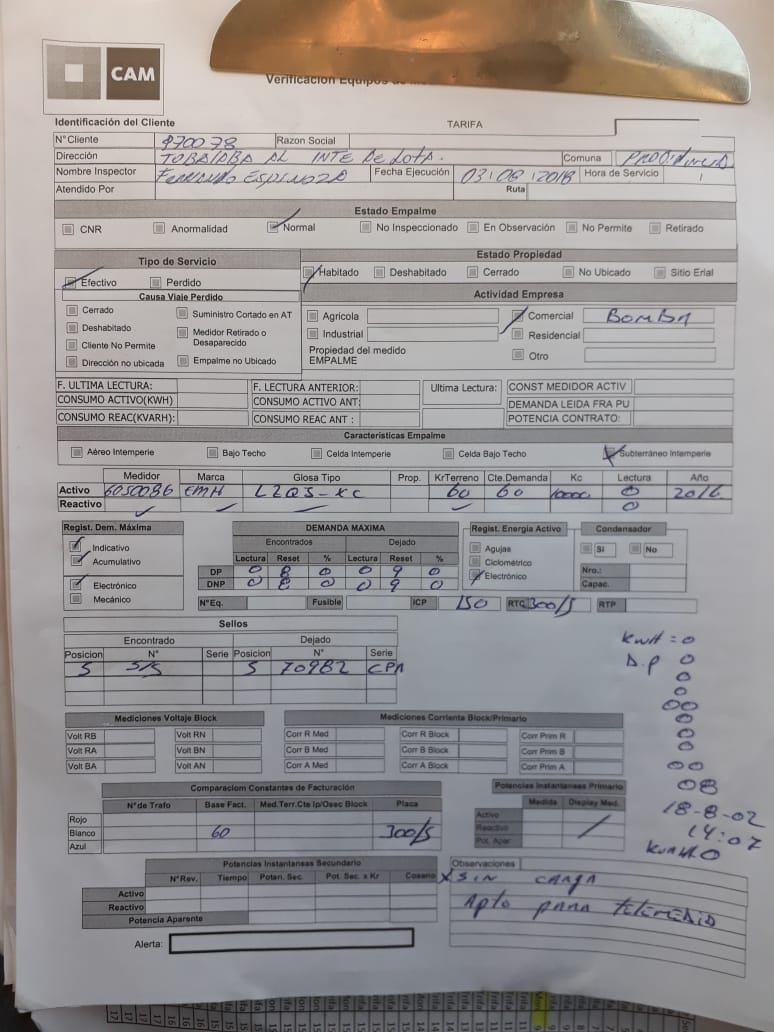 CAM
Verificación Equipos de
Identificación del Cliente
TARIFA
N°Cliente 970078 Razon Social
Dirección TOBALABA AL INTE DE LOTA. Comuna PROVIDENCIA
Nombre Inspector FERNANDO ESPINOZA Fecha Ejecución 03/08/2018 Hora de Servicio
Atendido Por Ruta
Estado Empalme
CNR Anormalidad Normal No Inspeccionado En Observación No Permite Retirado
Tipo de Servicio Estado Propiedad
Efectivo Perdido Habitado Deshabitado Cerrado No Ubicado Sitio Erial
Causa Viaje Perdido Actividad Empresa
Cerrado Suministro Cortado en AT Agricola Comercial BOMBA
Deshabitado Medidor Retirado o Desaparecido Industrial Residencial
Cliente No Permite Propiedad del medido EMPALME Otro
Dirección no ubicada Empalme no Ubicado
F. ULTIMA LECTURA: F. LECTURA ANTERIOR: Ultima Lectura: CONST MEDIDOR ACTIV
CONSUMO ACTIVO(KWH) CONSUMO ACTIVO ANT: DEMANDA LEIDA FRA PU
CONSUMO REAC(KVARH): CONSUMO REAC ANT : POTENCIA CONTRATO:
Caracteristicas Empalme
Aéreo Intemperie Bajo Techo Celda Intemperie Celda Bajo Techo Subterráneo Intemperie
Medidor Marca Glosa Tipo Prop. KrTerreno Cte.Demanda Kc Lectura Año
Activo 6050086 EMH L2QS-XC 60 60 10000 0 2016
Reactivo 0
Regist. Dem. Máxima DEMANDA MAXIMA Regist. Energia Activo Condensador
Indicativo Encontrados Dejado Agujas Si No
Acumulativo Lectura Reset % Lectura Reset % Ciclométrico Nro.:
Electrónico DP 0 8 0 0 9 0 Electrónico Capac.
Mecánico DNP 0 8 0 0 9 0
N°Eq. Fusible ICP 150 RTC 300/5 RTP
Sellos
Encontrado Dejado
Posicion N° Serie Posicion N° Serie
5 S/S 5 70982 CPA
kWH = 0
D.P 0
0
0
00
0
0
00
08
18-8-02
14:07
Mediciones Voltaje Block Mediciones Corriente Block/Primario
Volt RB Volt RN Corr R Med Corr R Block Corr Prim R
Volt RA Volt BN Corr B Med Corr B Block Corr Prim B
Volt BA Volt AN Corr A Med Corr A Block Corr Prim A
Comparaciom Constantes de Facturación Potencias Instantaneas Primario
N°de Trafo Base Fact. Med.Terr.Cte Ip/Osec Block Placa Medida Display Med.
Rojo Activo
Blanco 60 300/5 Reactivo
Azul Pot. Apar
Potencias Instantaneas Secundario Observaciones
N°Rev. Tiempo Poten. Sec. Pot. Sec. x Kr Coseno X SIN CARGA
Activo Apto para TELEMEDIO
Reactivo
Potencia Aparente
Alerta: